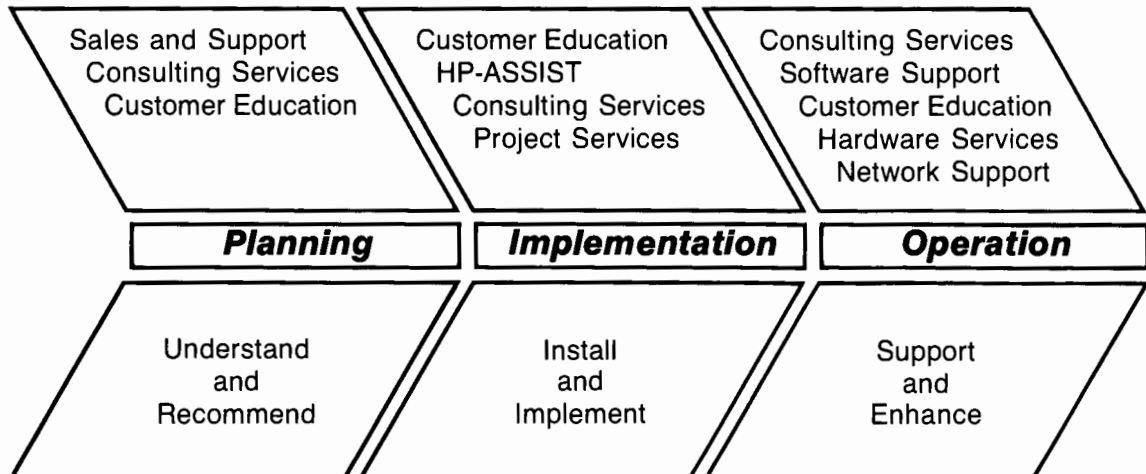 Sales and Support
Consulting Services
Customer Education
Customer Education
HP-ASSIST
Consulting Services
Project Services
Consulting Services
Software Support
Customer Education
Hardware Services
Network Support
Planning
Implementation
Operation
Understand
and
Recommend
Install
and
Implement
Support
and
Enhance